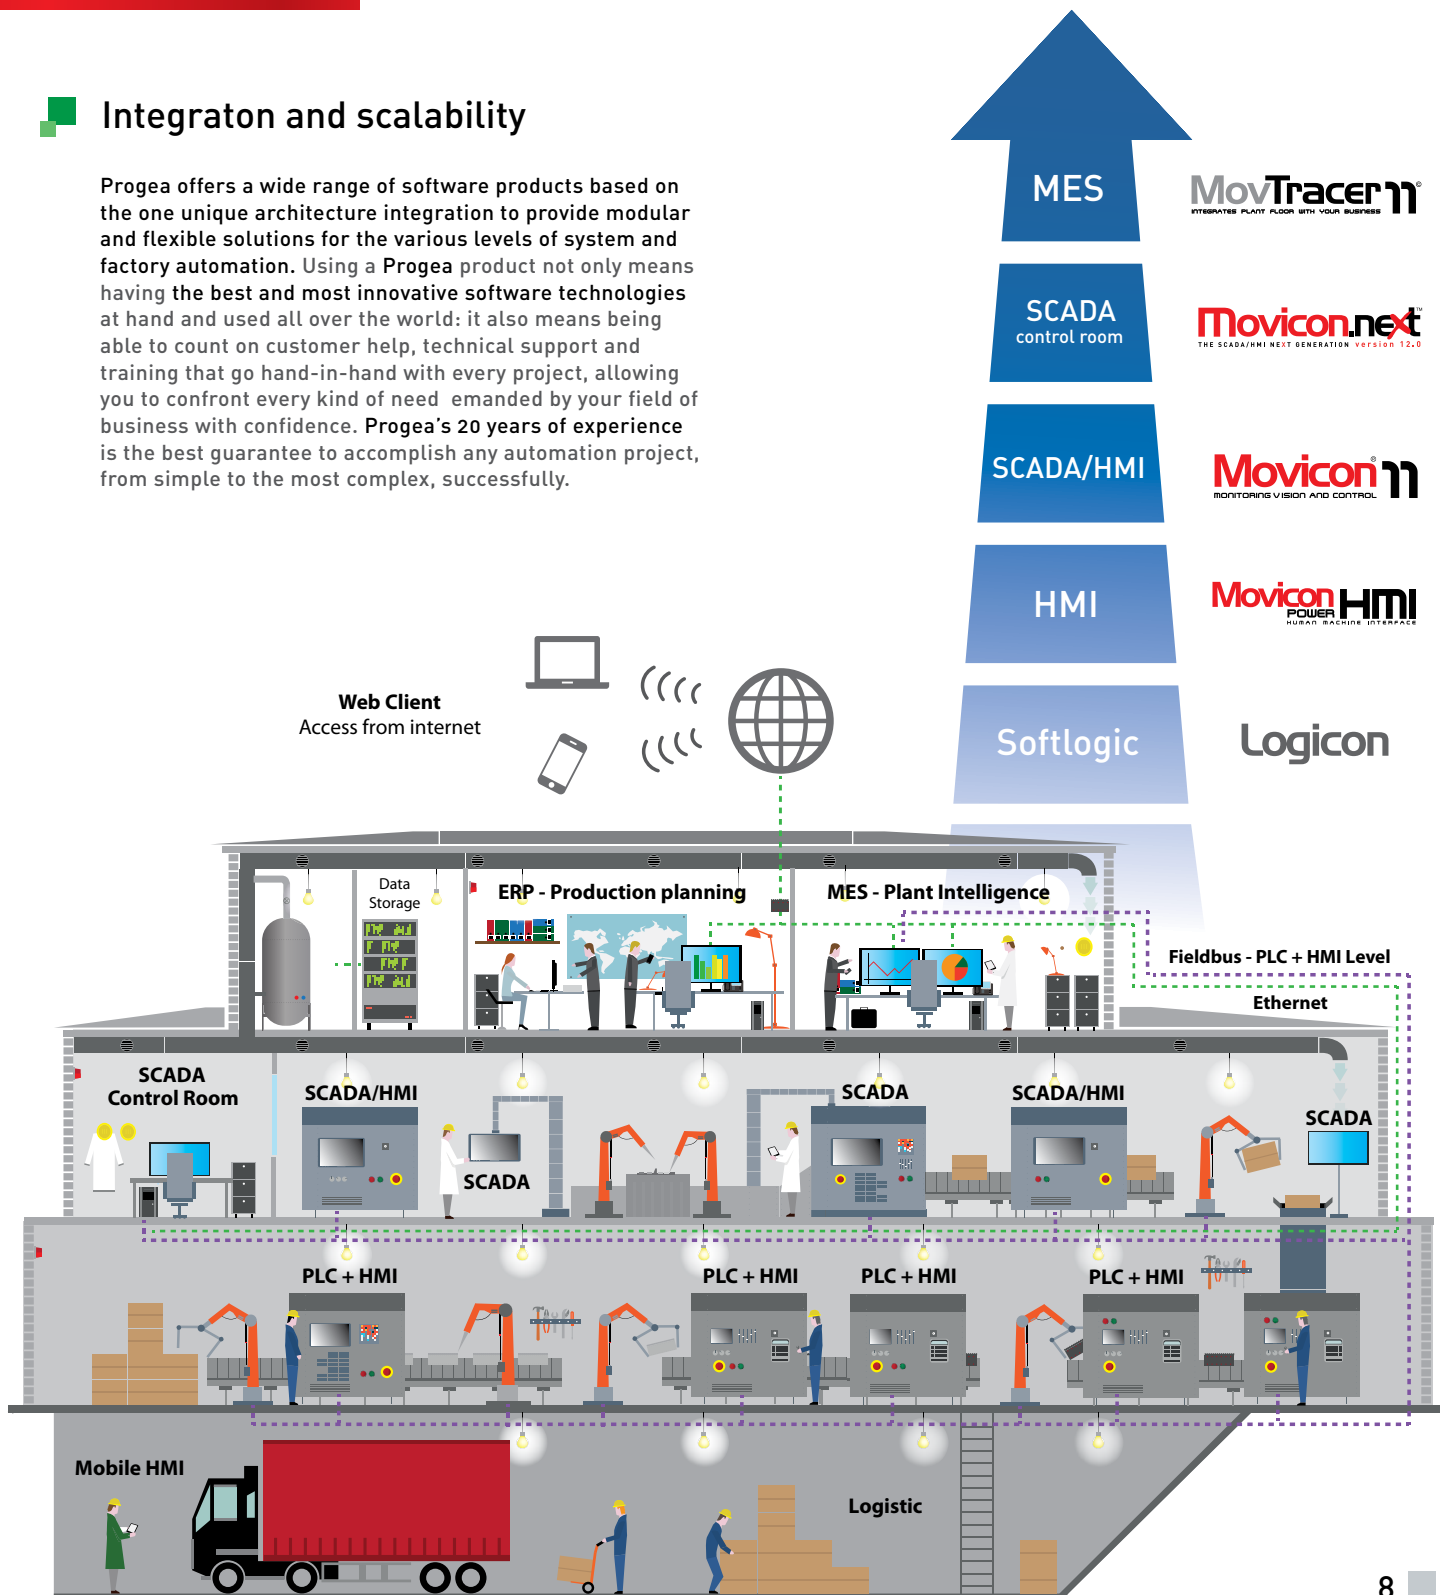 Integraton and scalability
Progea offers a wide range of software products based on
the one unique architecture integration to provide modular
and flexible solutions for the various levels of system and
factory automation. Using a Progea product not only means
having the best and most innovative software technologies
at hand and used all over the world: it also means being
able to count on customer help, technical support and
training that go hand-in-hand with every project, allowing
you to confront every kind of need  emanded by your field of
business with confidence. Progea's 20 years of experience
is the best guarantee to accomplish any automation project,
from simple to the most complex, successfully.
MES
MovTracer 11©
INTEGRATES PLANT FLOOR WITH YOUR BUSINESS
SCADA
control room
Movicon.next™
THE SCADA/HMI NEXT GENERATION version 12.0
SCADA/HMI
Movicon® 11
MONITORING VISION AND CONTROL
HMI
Movicon
POWER HMI
HUMAN MACHINE INTERFACE
Softlogic
Logicon
Web Client
Access from internet
Data
Storage
ERP - Production planning
MES - Plant Intelligence
Fieldbus - PLC + HMI Level
Ethernet
SCADA
Control Room
SCADA/HMI
SCADA
SCADA
SCADA/HMI
SCADA
PLC + HMI
PLC + HMI
PLC + HMI
PLC + HMI
Mobile HMI
Logistic
8